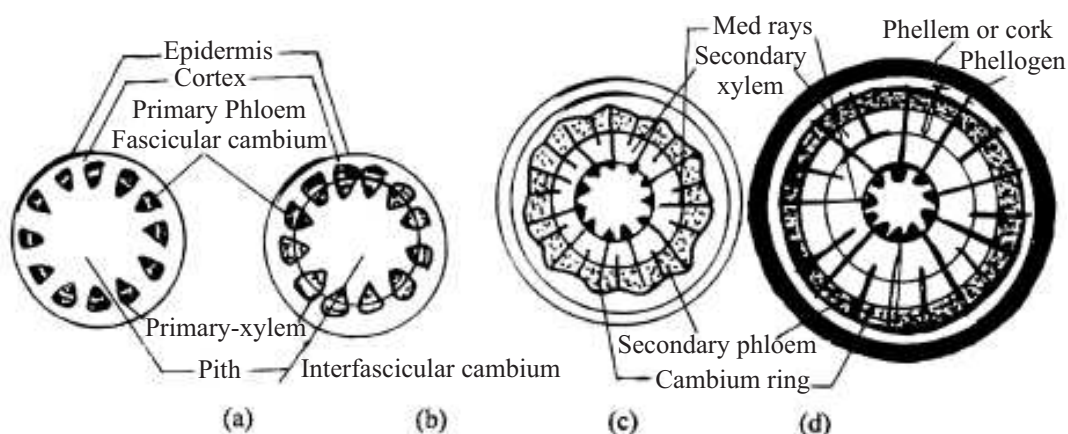 Epidermis
Cortex
Primary Phloem
Fascicular cambium
Primary-xylem
Pith
Interfascicular cambium
Med rays
Secondary
xylem
Phellem or cork
Phellogen
Secondary phloem
Cambium ring
(a)
(b)
(c)
(d)